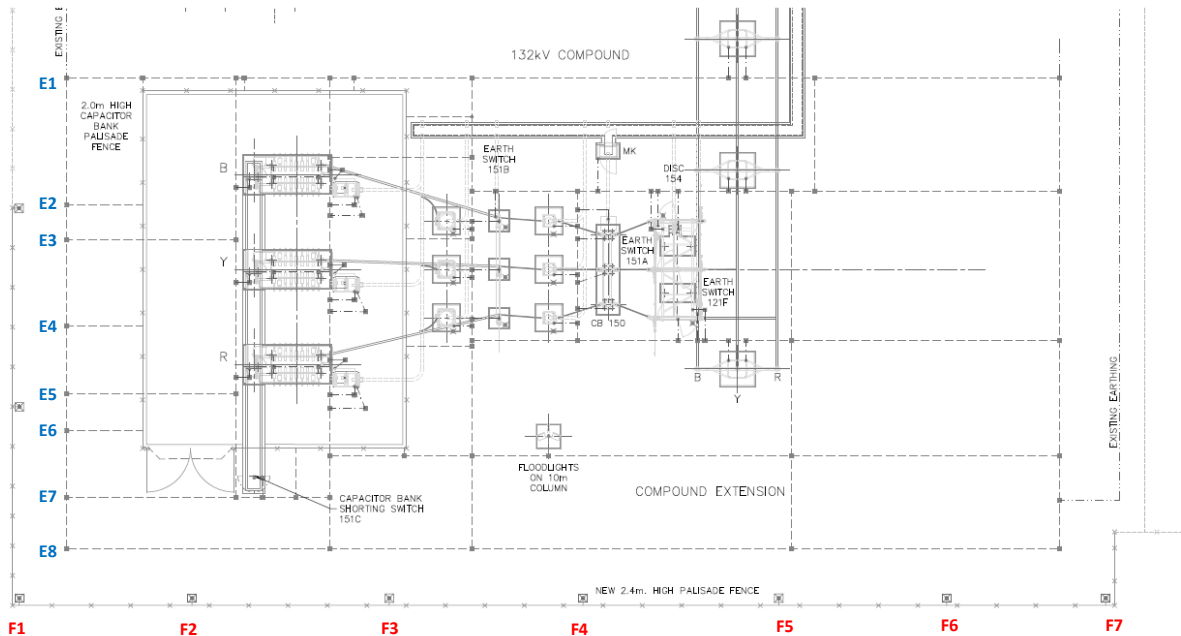 EXISTING E
132kV COMPOUND
E1
2.0m HIGH
CAPACITOR
BANK
PALISADE
FENCE
EARTH
SWITCH
151B
MK
DISC
154
B
E2
E3
EARTH
SWITCH
151A
Y
EARTH
SWITCH
121F
E4
CB 150
R
B
R
Y
E5
E6
EXISTING EARTHING
FLOODLIGHTS
ON 10m
COLUMN
COMPOUND EXTENSION
E7
CAPACITOR BANK
SHORTING SWITCH
151C
E8
NEW 2.4m. HIGH PALISADE FENCE
F1
F2
F3
F4
F5
F6
F7